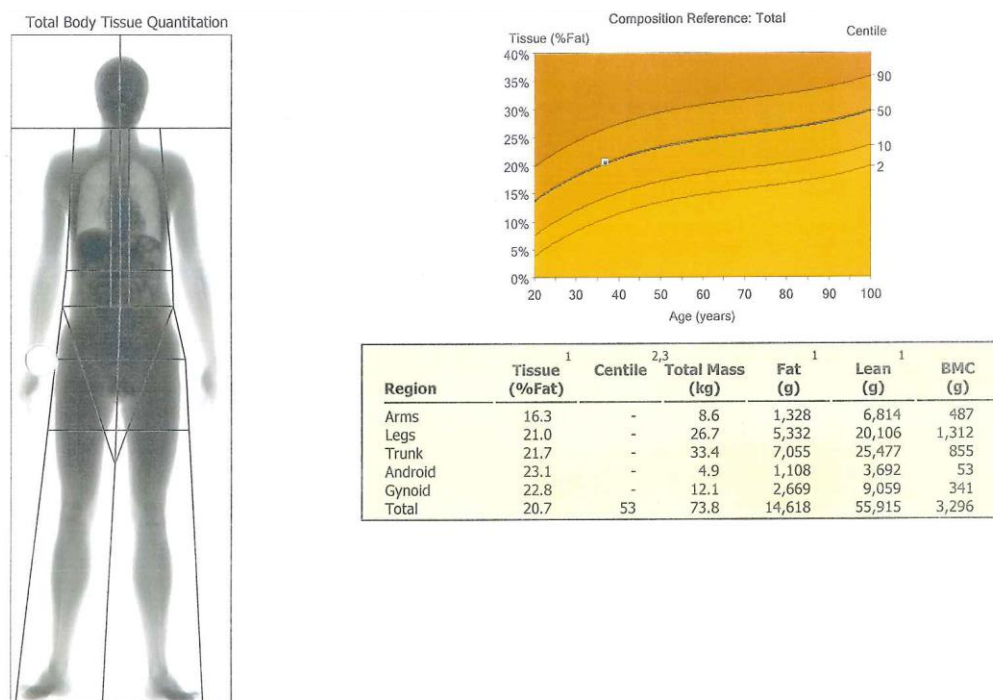 Total Body Tissue Quantitation
Composition Reference: Total
Tissue (%Fat)
Centile
40%
35%
30%
25%
20%
15%
10%
5%
0%
90
50
10
2
20 30 40 50 60 70 80 90 100
Age (years)
Region Tissue (%Fat) 1 Centile 2,3 Total Mass (kg) Fat (g) 1 Lean (g) 1 BMC (g)
Arms 16.3 - 8.6 1,328 6,814 487
Legs 21.0 - 26.7 5,332 20,106 1,312
Trunk 21.7 - 33.4 7,055 25,477 855
Android 23.1 - 4.9 1,108 3,692 53
Gynoid 22.8 - 12.1 2,669 9,059 341
Total 20.7 53 73.8 14,618 55,915 3,296